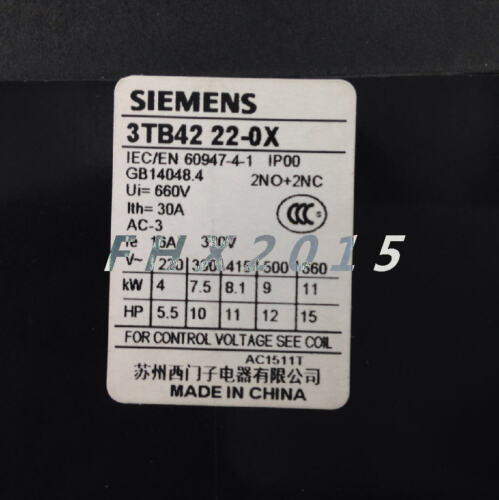 SIEMENS
3TB42 22-0X
IEC/EN 60947-4-1 IP00
GB14048.4 2NO+2NC
Ui= 660V
Ith= 30A
CCC
AC-3
Ie 16A 380V
V~ 220 380 415 500 660
FHX2015
kW 4 7.5 8.1 9 11
HP 5.5 10 11 12 15
FOR CONTROL VOLTAGE SEE COIL
AC1511T
苏州西门子电器有限公司
MADE IN CHINA